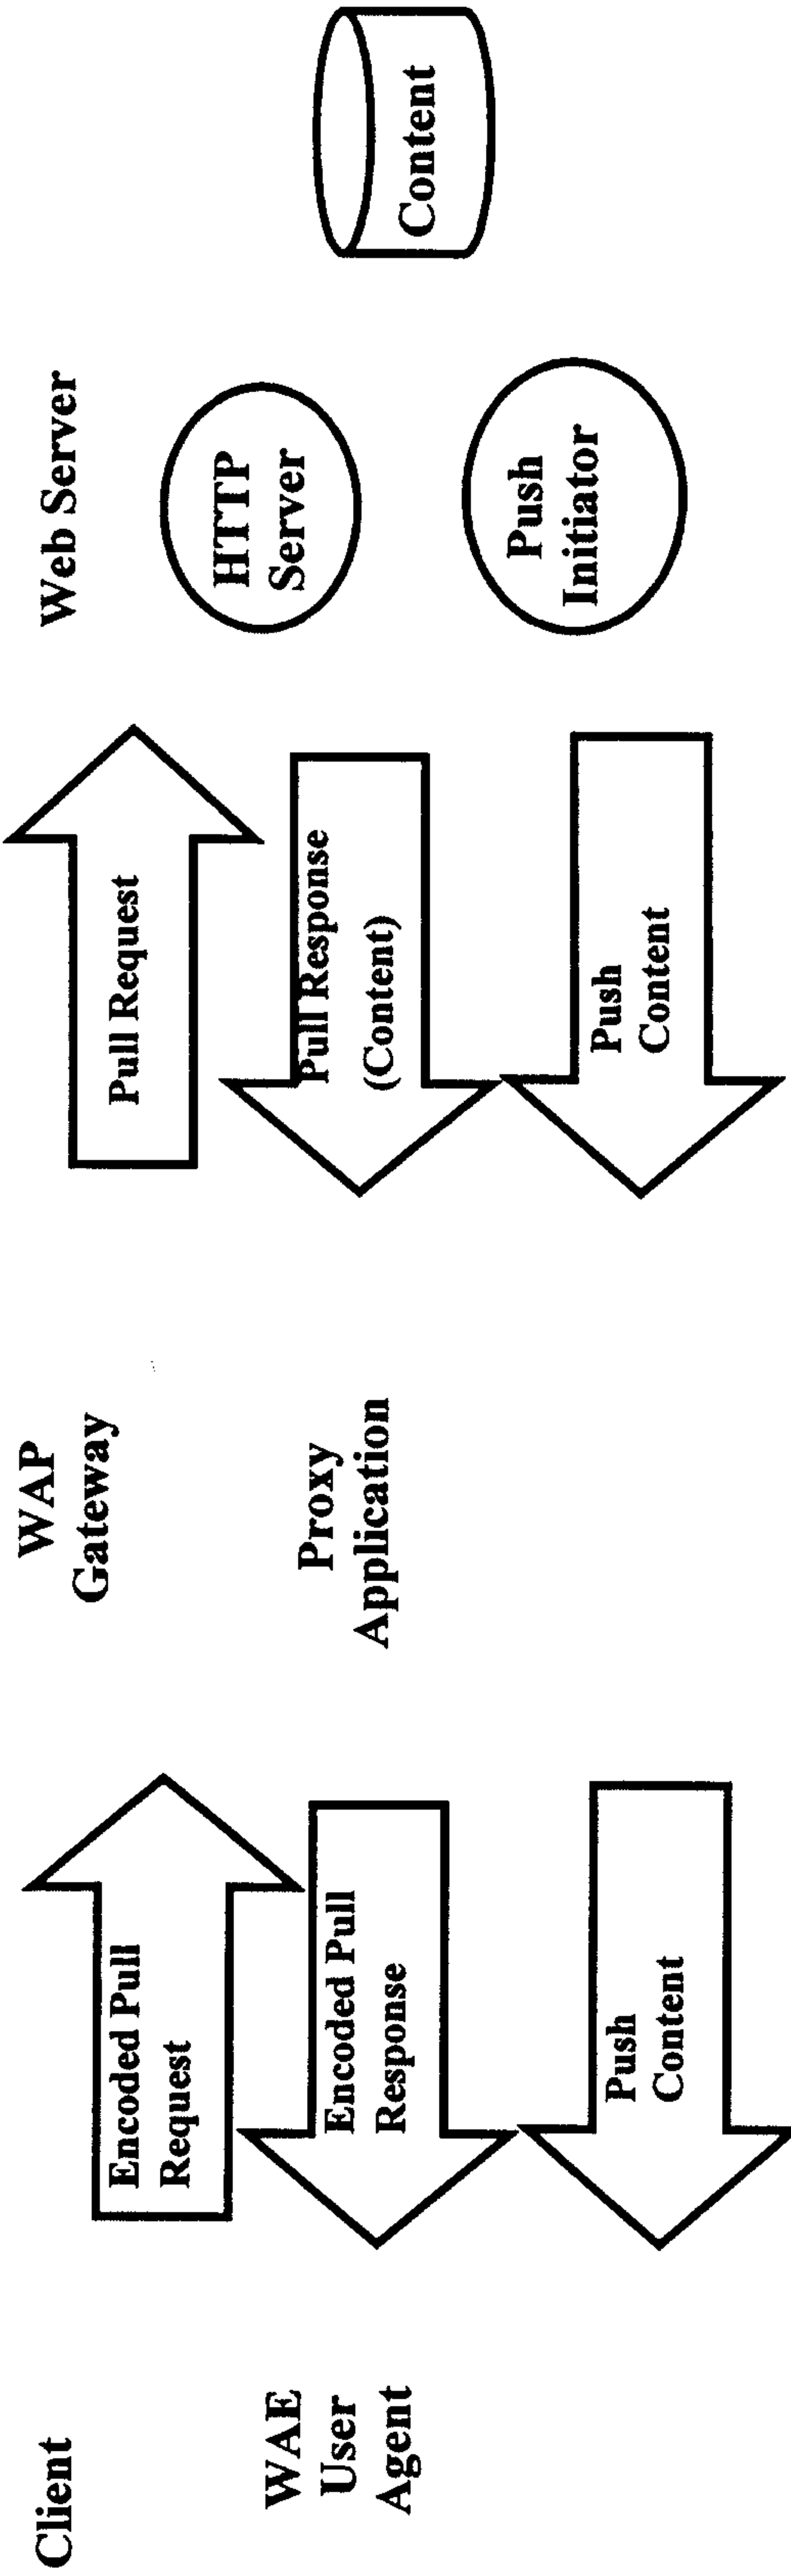 Client
WAE
User
Agent
Encoded Pull
Request
Encoded Pull
Response
Push
Content
WAP
Gateway
Proxy
Application
Pull Request
Pull Response
(Content)
Push
Content
Web Server
HTTP
Server
Push
Initiator
Content